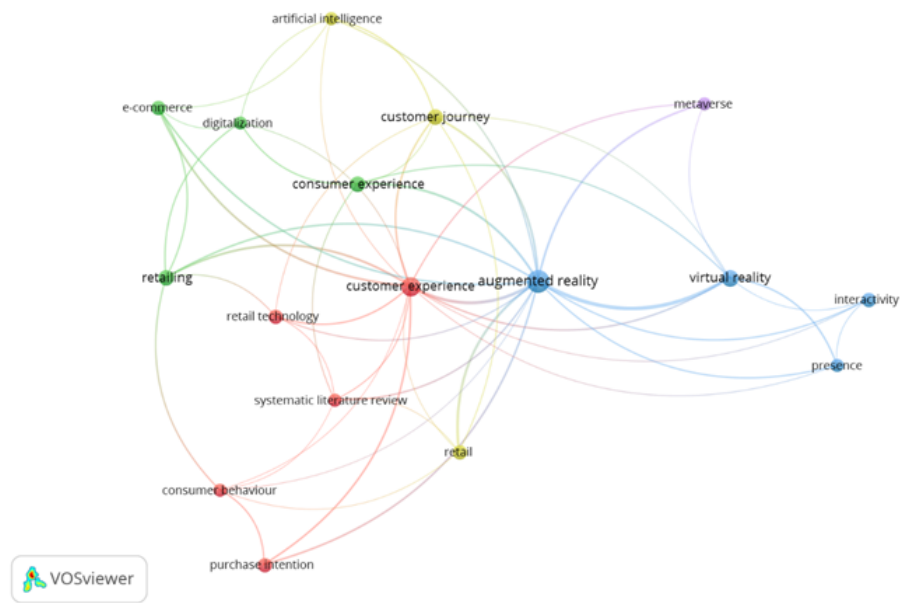 artificial intelligence
e-commerce
metaverse
customer journey
digitalization
consumer experience
retailing
customer experience
augmented reality
virtual reality
interactivity
retail technology
presence
systematic literature review
retail
consumer behaviour
purchase intention
VOSviewer